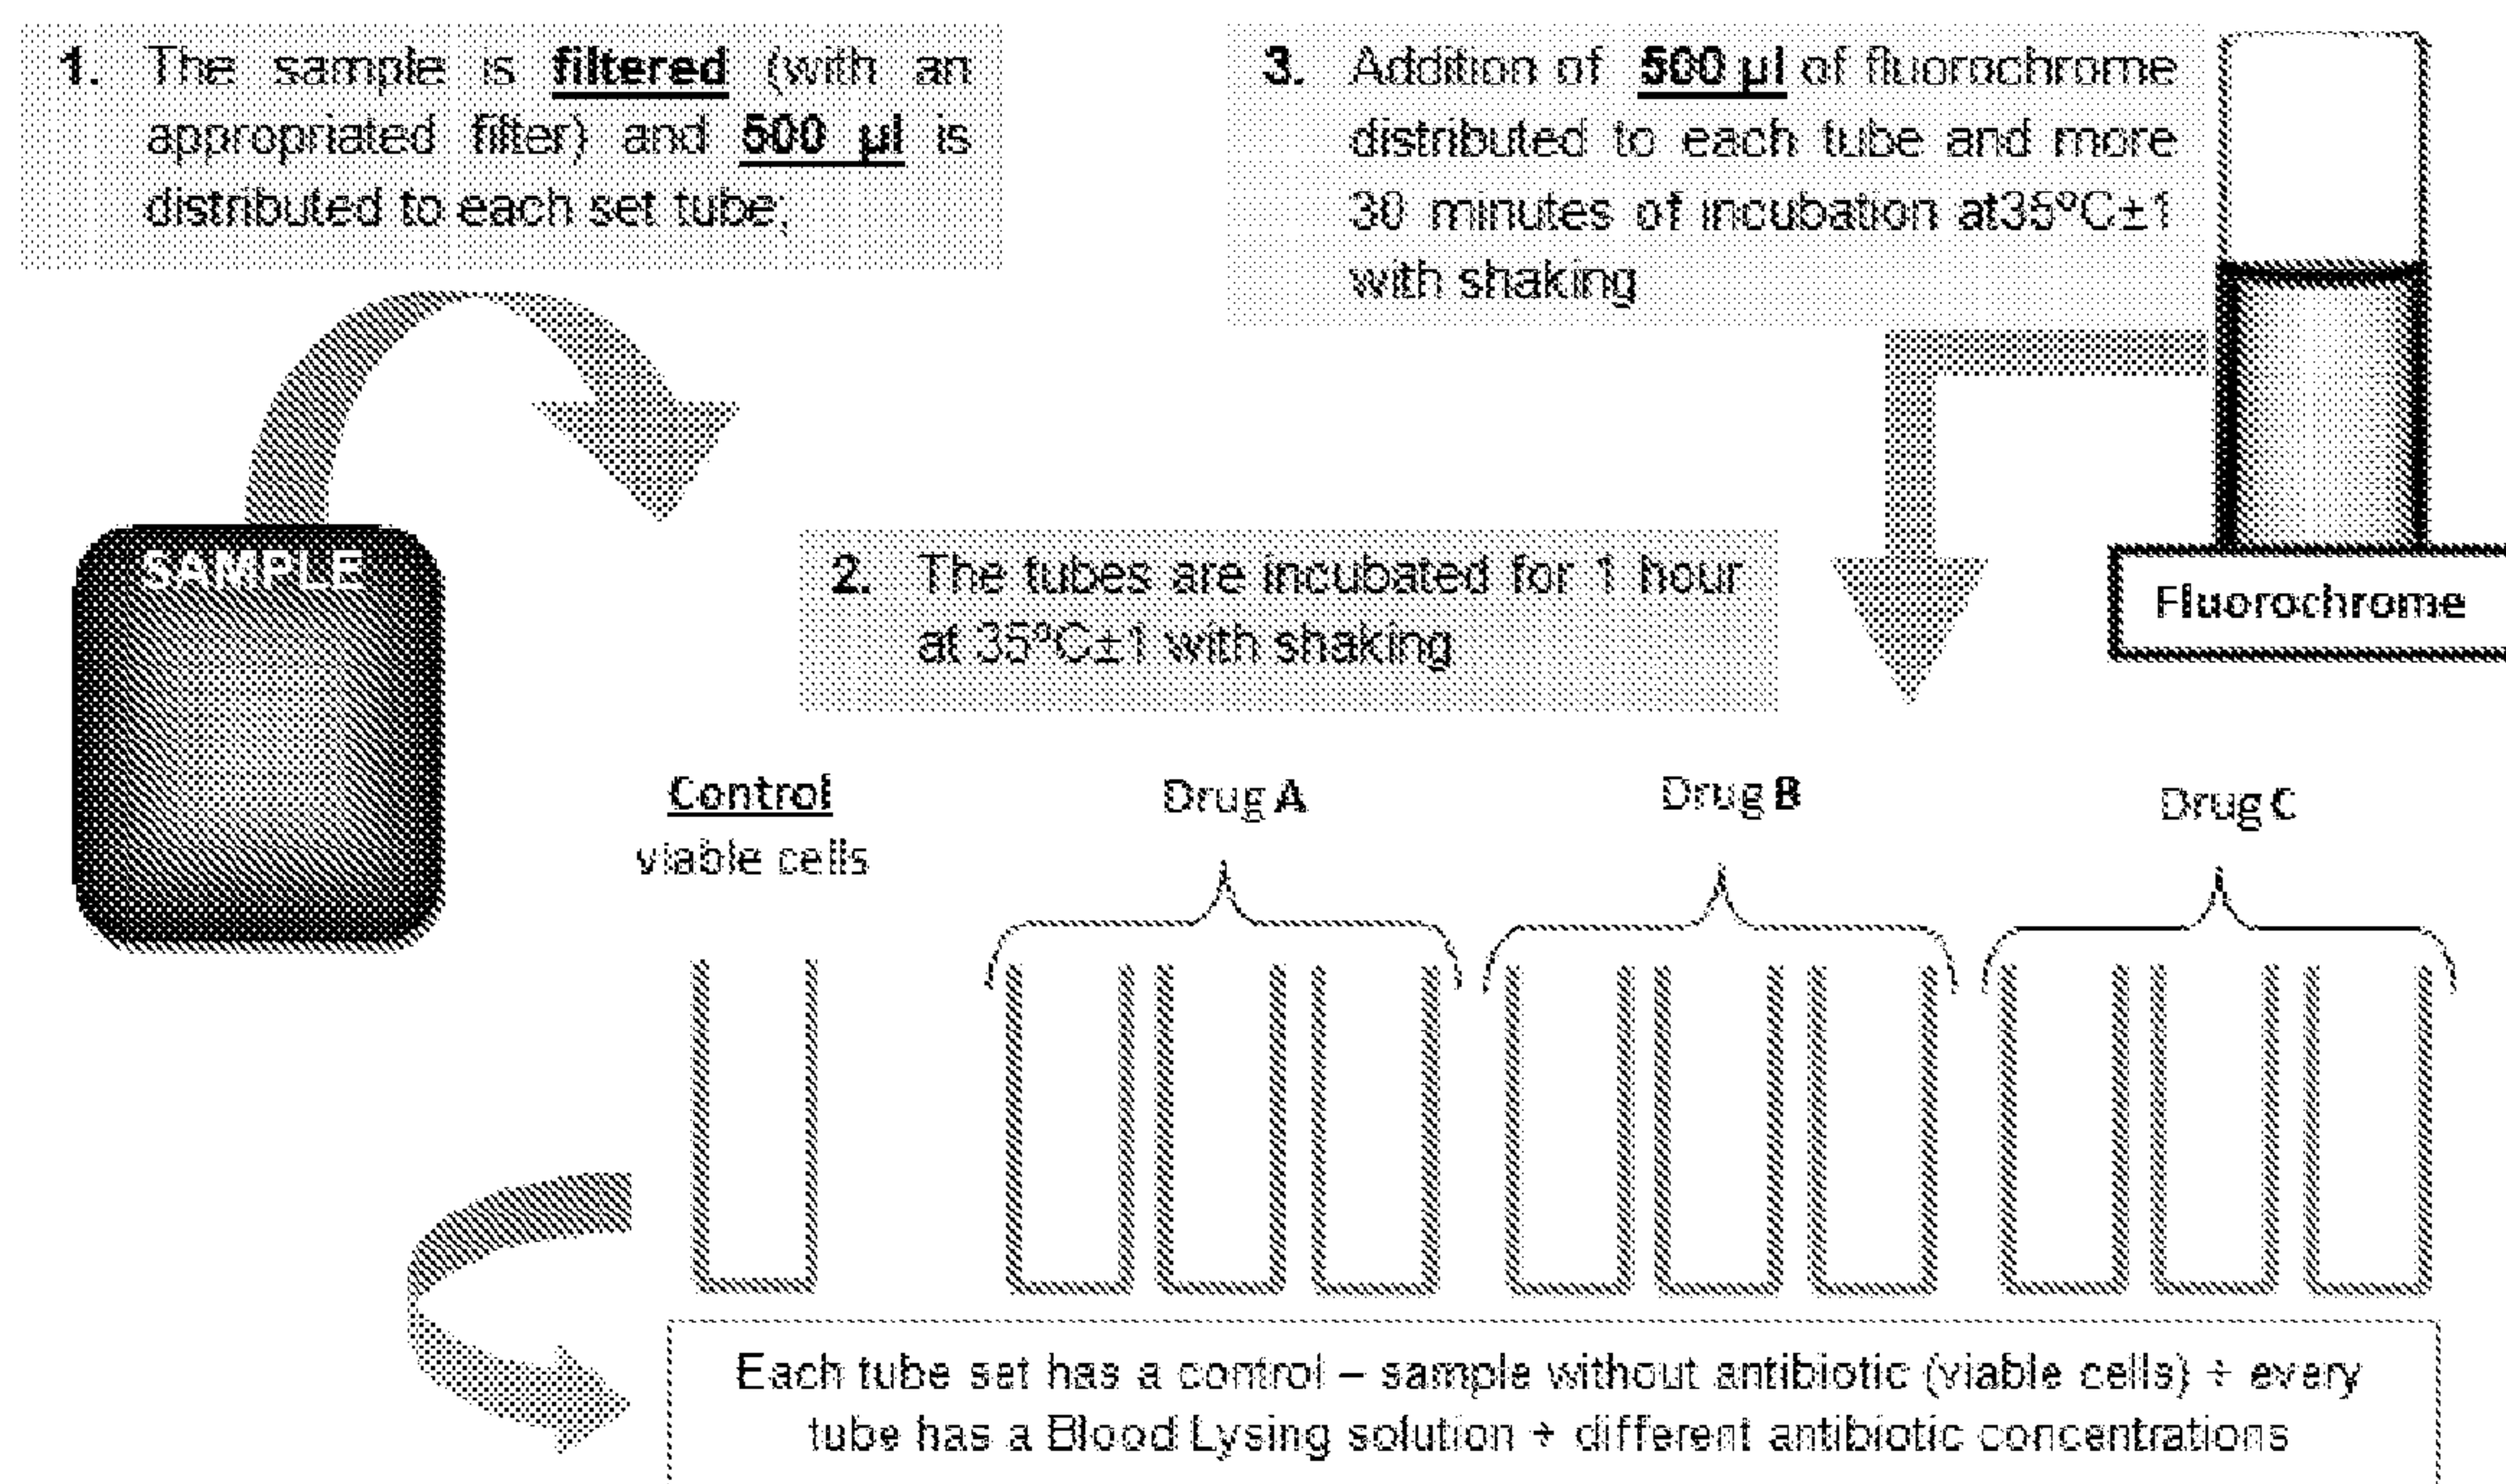 1. The sample is filtered (with an
appropriated filter) and 500 µl is
distributed to each set tube;
3. Addition of 500 µl of fluorochrome
distributed to each tube and more
30 minutes of incubation at35ºC±1
with shaking
SAMPLE
2. The tubes are incubated for 1 hour
at 35ºC±1 with shaking
Fluorochrome
Control
viable cells
Drug A
Drug B
Drug C
Each tube set has a control – sample without antibiotic (viable cells) + every
tube has a Blood Lysing solution + different antibiotic concentrations